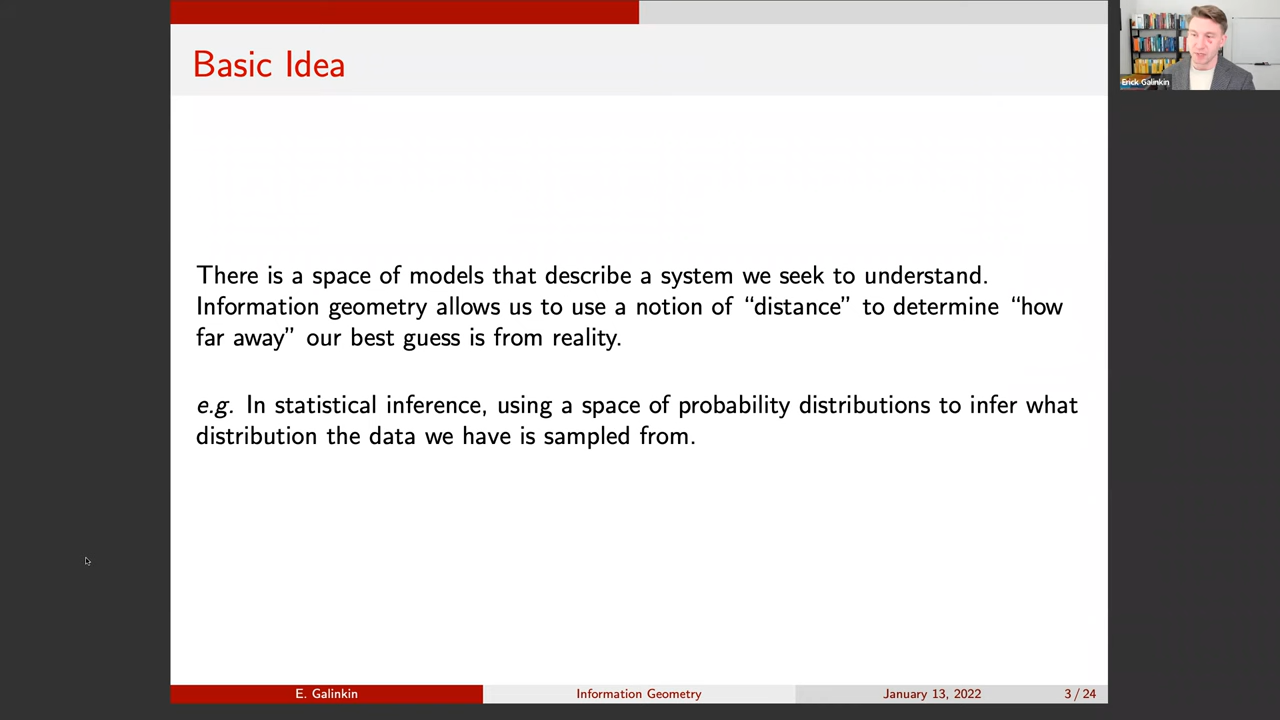 Basic Idea
Erick Galinkin
There is a space of models that describe a system we seek to understand.
Information geometry allows us to use a notion of “distance” to determine “how
far away” our best guess is from reality.
e.g. In statistical inference, using a space of probability distributions to infer what
distribution the data we have is sampled from.
E. Galinkin
Information Geometry
January 13, 2022
3 / 24